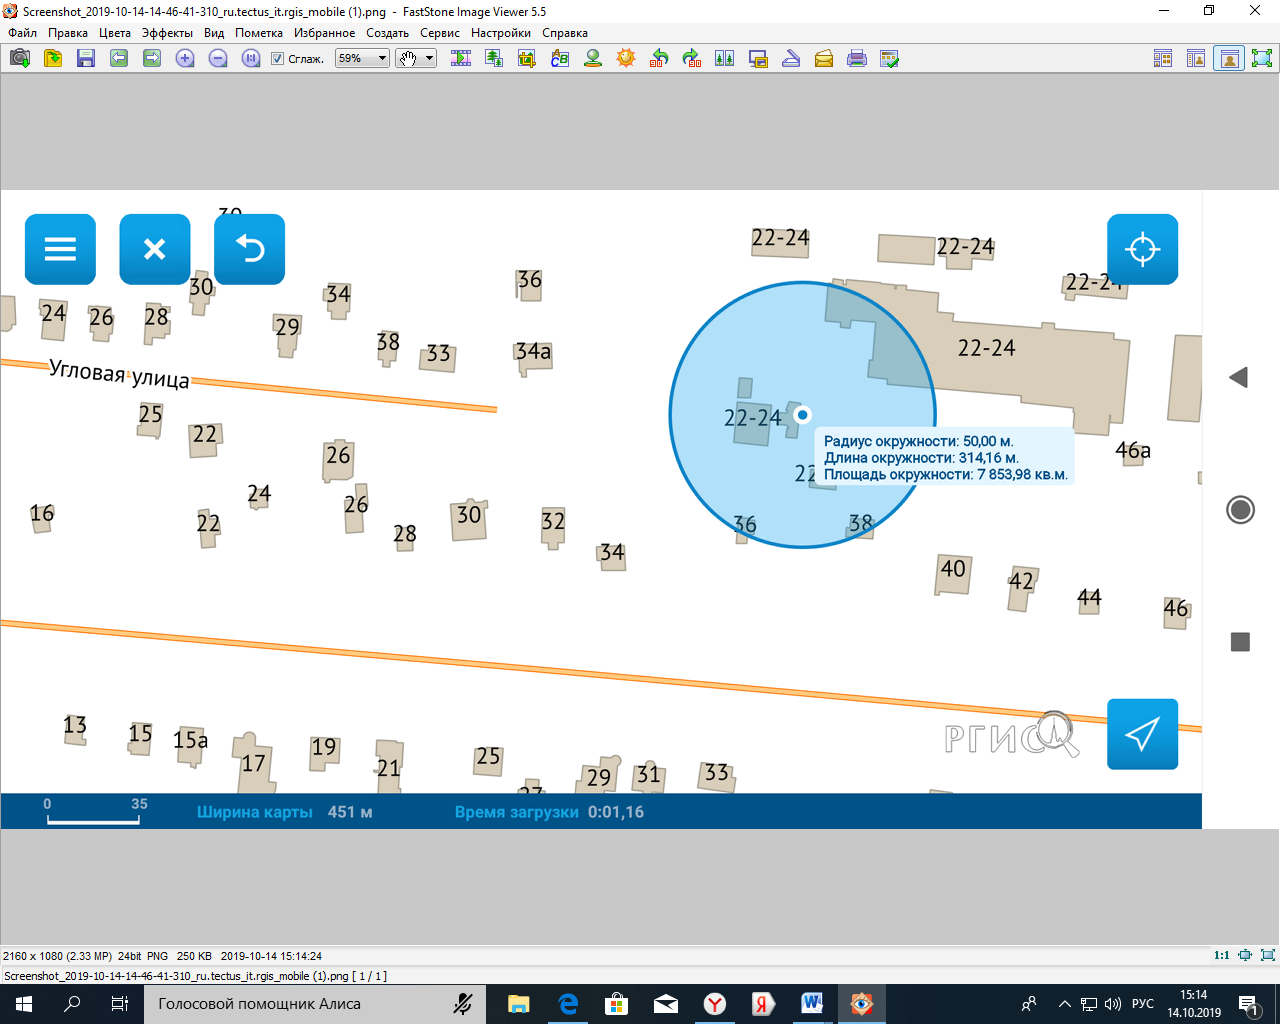 Screenshot_2019-10-14-14-46-41-310_ru.tectus_it.rgis_mobile (1).png - FastStone Image Viewer 5.5
Файл Правка Цвета Эффекты Вид Пометка Избранное Создать Сервис Настройки Справка
Сглаж. 59%
30
22-24
22-24
22-24
36
30
34
24
26
28
29
38
33
34а
22-24
Угловая улица
25
22
26
22-24
Радиус окружности: 50,00 м.
Длина окружности: 314,16 м.
Площадь окружности: 7 853,98 кв.м.
46а
22
24
26
16
22
28
30
32
34
36
38
40
42
44
46
13
15
15а
17
19
21
25
27
29
31
33
РГИС
0 35
Ширина карты 451 м
Время загрузки 0:01,16
2160 x 1080 (2.33 MP) 24bit PNG 250 KB 2019-10-14 15:14:24
1:1
Screenshot_2019-10-14-14-46-41-310_ru.tectus_it.rgis_mobile (1).png [ 1 / 1 ]
Голосовой помощник Алиса
РУС
15:14
14.10.2019
1